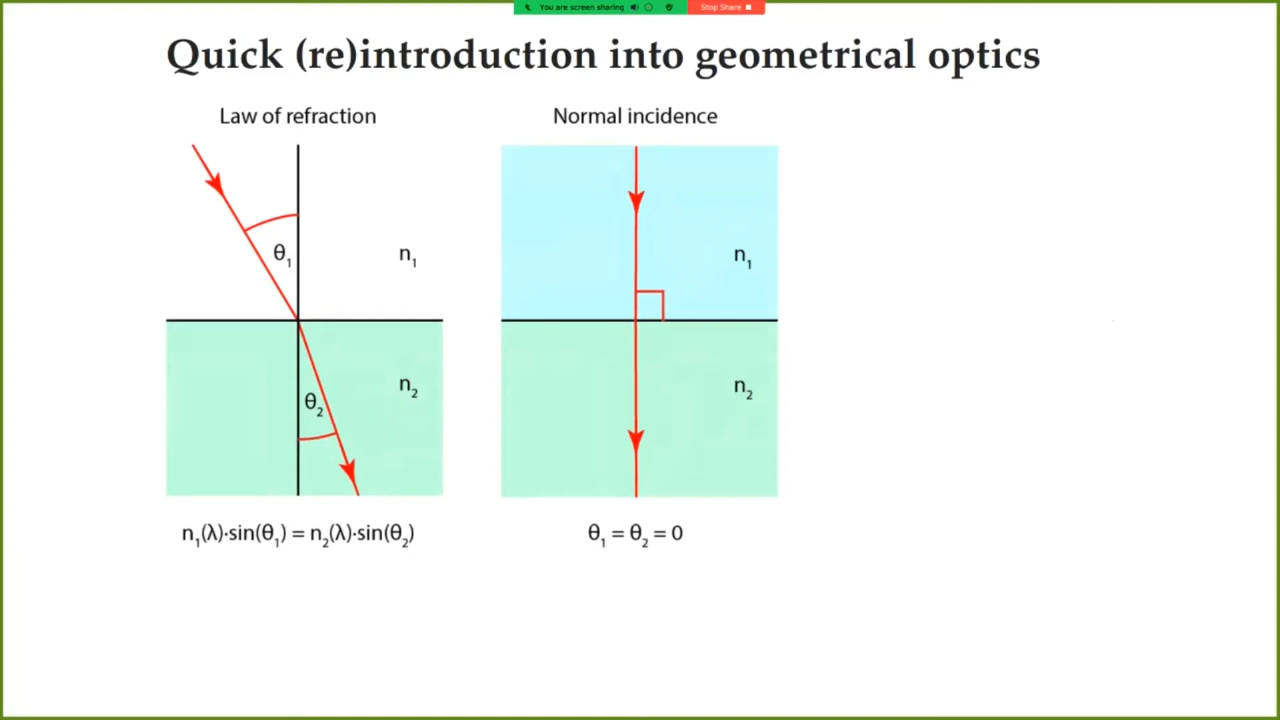 You are screen sharing
Stop Share
Quick (re)introduction into geometrical optics
Law of refraction
Normal incidence
θ₁
n₁
n₁
θ₂
n₂
n₂
n₁(λ)·sin(θ₁) = n₂(λ)·sin(θ₂)
θ₁ = θ₂ = 0